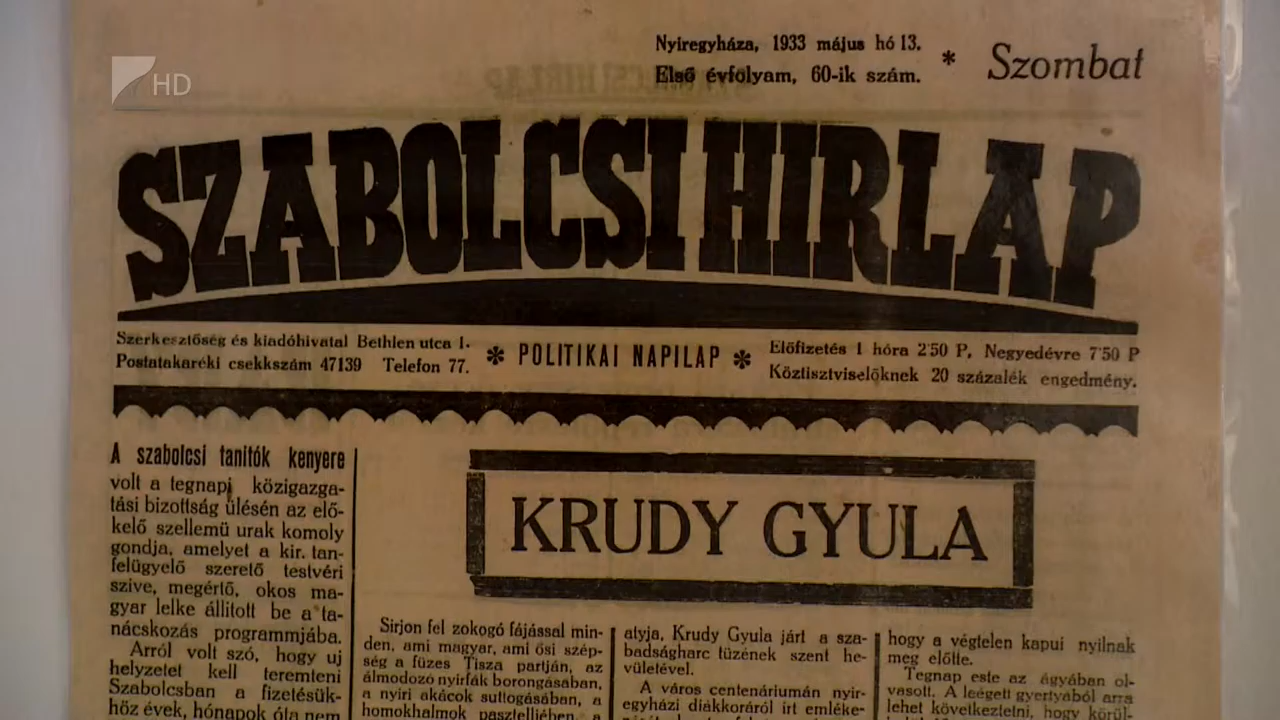 HD
Nyiregyháza, 1933 május hó 13.
Első évfolyam, 60-ik szám.
* Szombat
SZABOLCSI HIRLAP
Szerkesztőség és kiadóhivatal Bethlen utca 1.
Postatakaréki csekkszám 47139 Telefon 77.
* POLITIKAI NAPILAP *
Előfizetés 1 hóra 2'50 P, Negyedévre 7'50 P
Köztisztviselőknek 20 százalék engedmény.
A szabolcsi tanitók kenyere
volt a tegnapi közigazga-
tási bizottság ülésén az elő-
kelő szellemü urak komoly
gondja, amelyet a kir. tan-
felügyelő szerető testvéri
szive, megértő, okos ma-
gyar lelke állitott be a ta-
nácskozás programmjába.
Arról volt szó, hogy uj
helyzetet kell teremteni
Szabolcsban a fizetésük-
höz évek, hónapok óta nem
KRUDY GYULA
Sirjon fel zokogó fájással min-
den, ami magyar, ami ősi szép-
ség a füzes Tisza partján, az
álmodozó nyirfák borongásában,
a nyiri akácok suttogásában, a
homokhalmok pasztelljében, a
atyja, Krudy Gyula járt a sza-
badságharc tüzének szent he-
vületével.
A város centenáriumán nyir-
egyházi diákkoráról irt emléke-
hogy a végtelen kapui nyilnak
meg előtte.
Tegnap este az ágyában ol-
vasott. A leégett gyertyából arra
lehet következtetni, hogy körül-